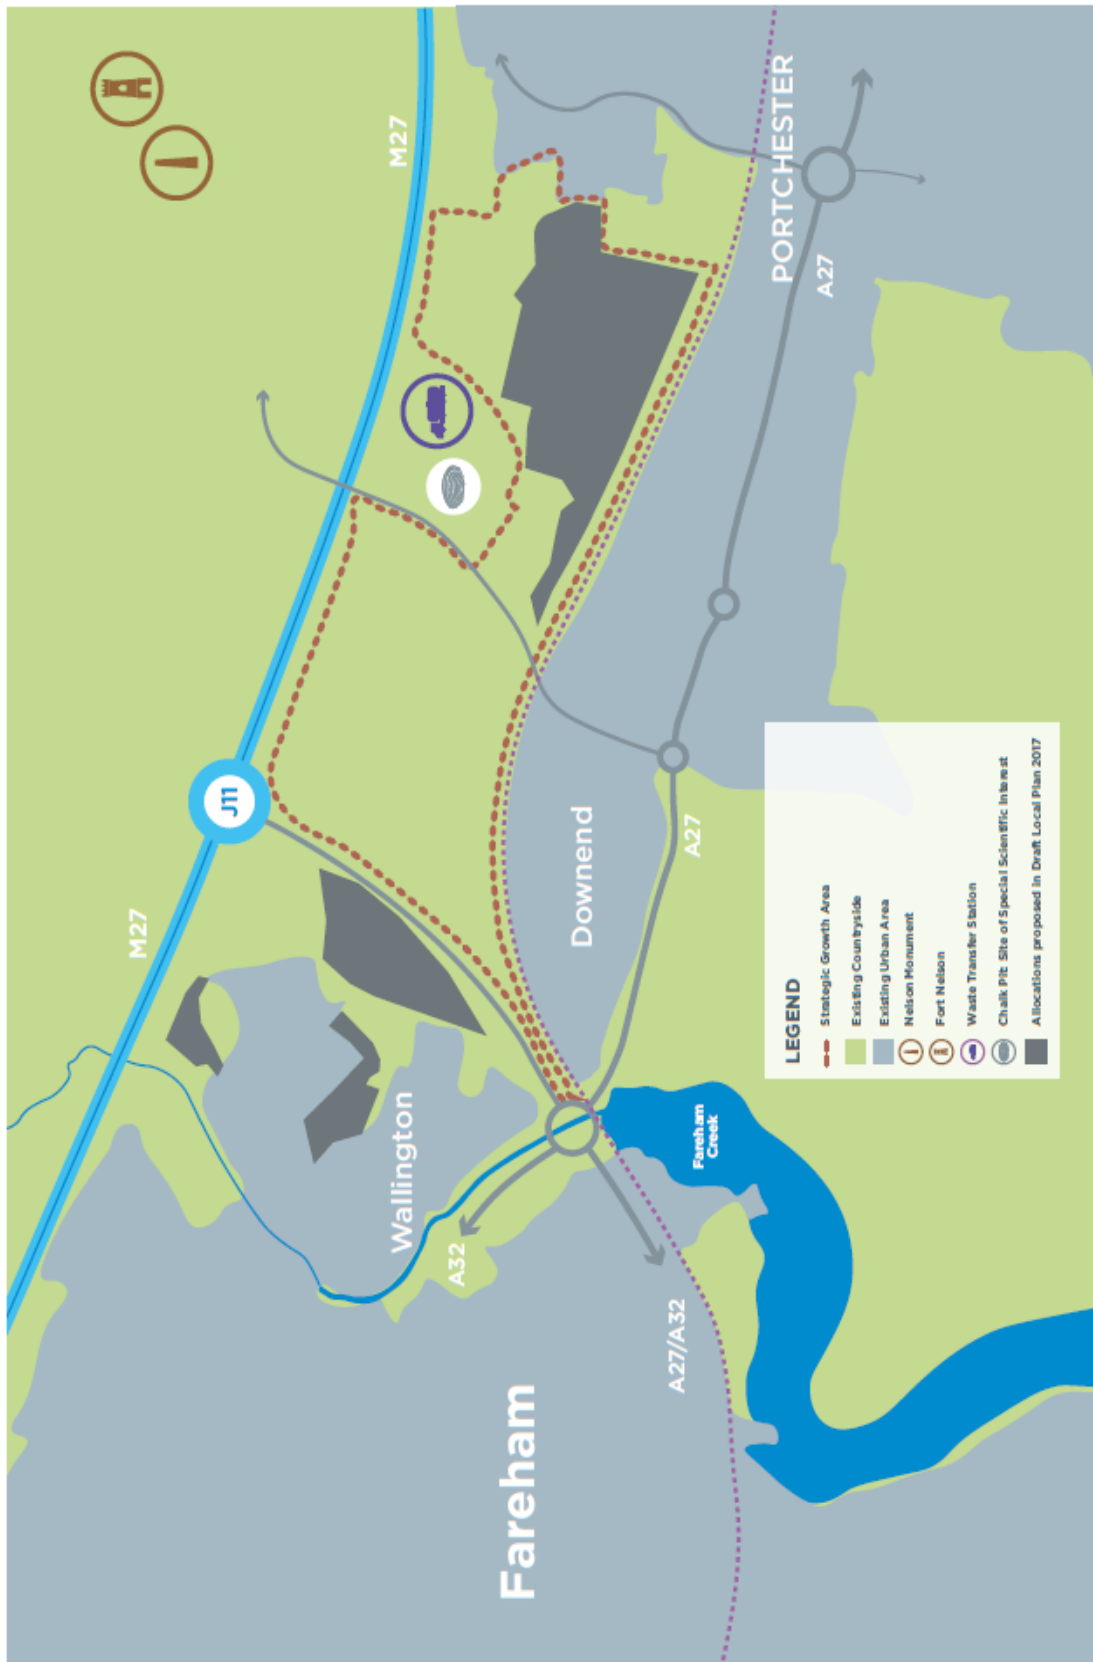 M27
J11
M27
Wallington
A32
Fareham
A27/A32
Fareham
Creek
Downend
A27
PORTCHESTER
A27
LEGEND
Strategic Growth Area
Existing Countryside
Existing Urban Area
Nelson Monument
Fort Nelson
Waste Transfer Station
Chalk Pit: Site of Special Scientific Interest
Allocations proposed in Draft Local Plan 2017